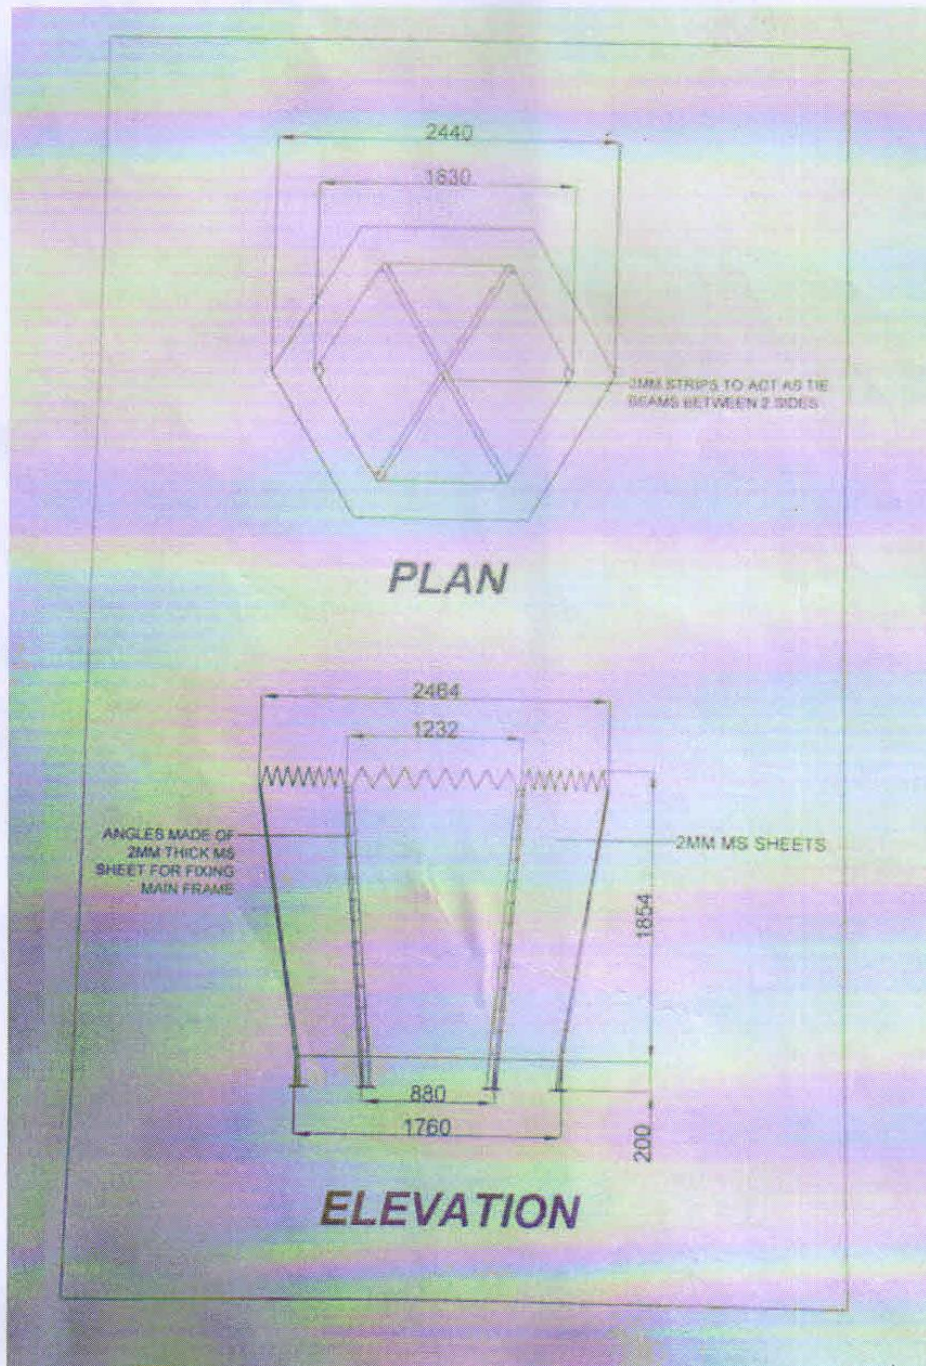 2440
1630
2MM STRIPS TO ACT AS TIE
BEAMS BETWEEN 2 SIDES
PLAN
2464
1232
ANGLES MADE OF
2MM THICK MS
SHEET FOR FIXING
MAIN FRAME
2MM MS SHEETS
1854
880
1760
200
ELEVATION